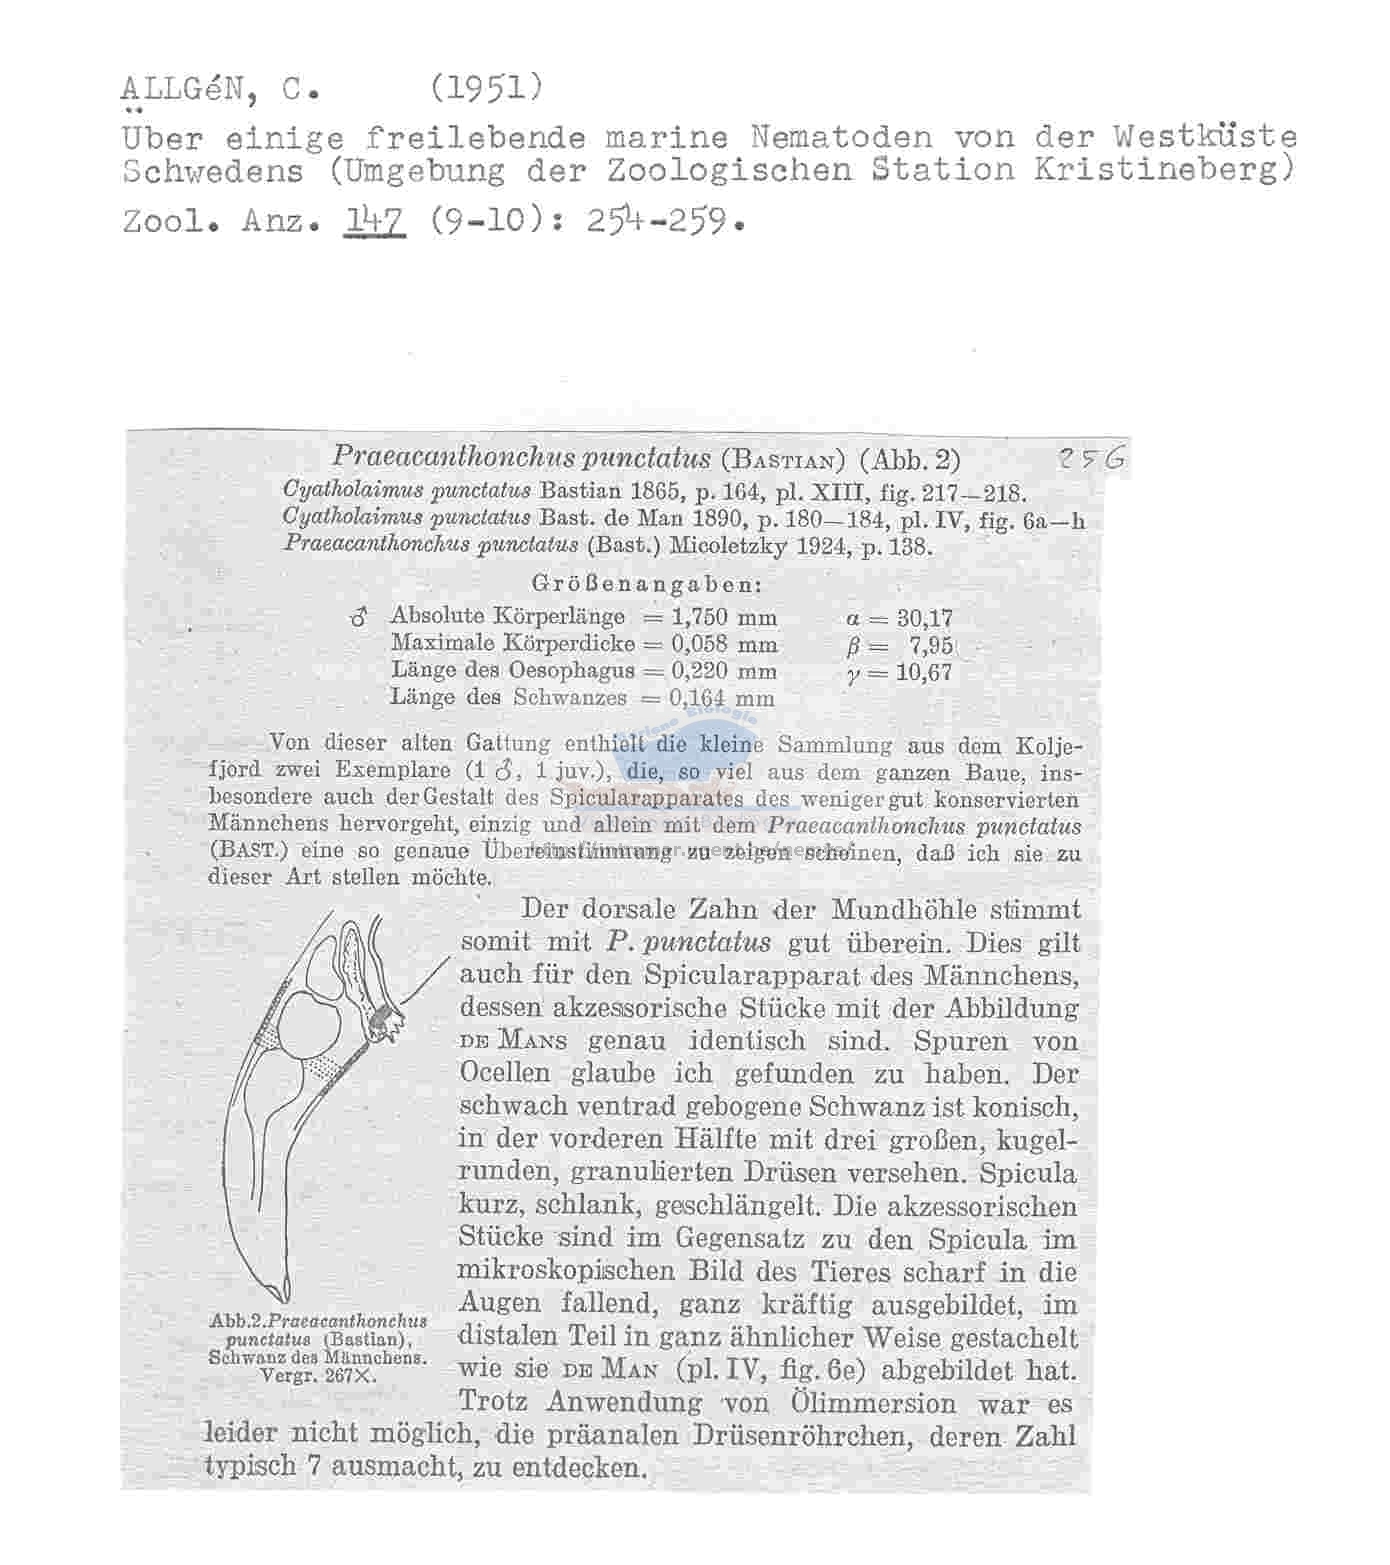 ALLGéN, C. (1951)
Über einige freilebende marine Nematoden von der Westküste
Schwedens (Umgebung der Zoologischen Station Kristineberg)
Zool. Anz. 147 (9-10): 254-259.
Praeacanthonchus punctatus (BASTIAN) (Abb. 2) 256
Cyatholaimus punctatus Bastian 1865, p. 164, pl. XIII, fig. 217—218.
Cyatholaimus punctatus Bast. de Man 1890, p. 180—184, pl. IV, fig. 6a—h
Praeacanthonchus punctatus (Bast.) Micoletzky 1924, p. 138.
Größenangaben:
♂ Absolute Körperlänge = 1,750 mm α = 30,17
Maximale Körperdicke = 0,058 mm β = 7,95
Länge des Oesophagus = 0,220 mm γ = 10,67
Länge des Schwanzes = 0,164 mm
Von dieser alten Gattung enthielt die kleine Sammlung aus dem Kolje-
fjord zwei Exemplare (1 ♂, 1 juv.), die, so viel aus dem ganzen Baue, ins-
besondere auch der Gestalt des Spicularapparates des weniger gut konservierten
Männchens hervorgeht, einzig und allein mit dem Praeacanthonchus punctatus
(BAST.) eine so genaue Übereinstimmung zu zeigen scheinen, daß ich sie zu
dieser Art stellen möchte.
Der dorsale Zahn der Mundhöhle stimmt
somit mit P. punctatus gut überein. Dies gilt
auch für den Spicularapparat des Männchens,
dessen akzessorische Stücke mit der Abbildung
DE MANS genau identisch sind. Spuren von
Ocellen glaube ich gefunden zu haben. Der
schwach ventrad gebogene Schwanz ist konisch,
in der vorderen Hälfte mit drei großen, kugel-
runden, granulierten Drüsen versehen. Spicula
kurz, schlank, geschlängelt. Die akzessorischen
Stücke sind im Gegensatz zu den Spicula im
mikroskopischen Bild des Tieres scharf in die
Augen fallend, ganz kräftig ausgebildet, im
distalen Teil in ganz ähnlicher Weise gestachelt
wie sie DE MAN (pl. IV, fig. 6e) abgebildet hat.
Trotz Anwendung von Ölimmersion war es
leider nicht möglich, die präanalen Drüsenröhrchen, deren Zahl
typisch 7 ausmacht, zu entdecken.
Abb. 2. Praeacanthonchus
punctatus (Bastian),
Schwanz des Männchens.
Vergr. 267×.